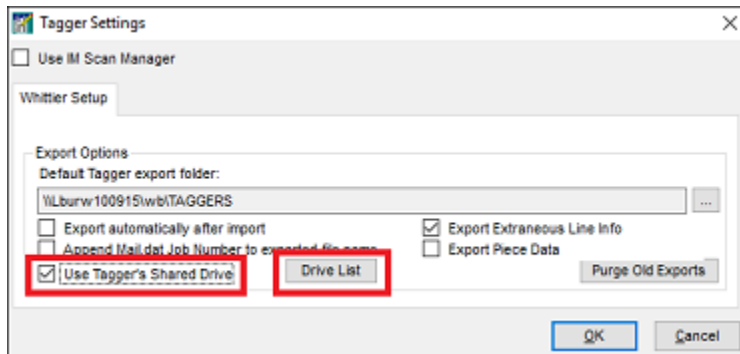 Tagger Settings
Use IM Scan Manager
Whittier Setup
Export Options
Default Tagger export folder:
\\Lburw100915\wb\TAGGERS
...
Export automatically after import
Export Extraneous Line Info
Append Mail.dat Job Number to exported file name
Export Piece Data
Use Tagger's Shared Drive
Drive List
Purge Old Exports
OK
Cancel